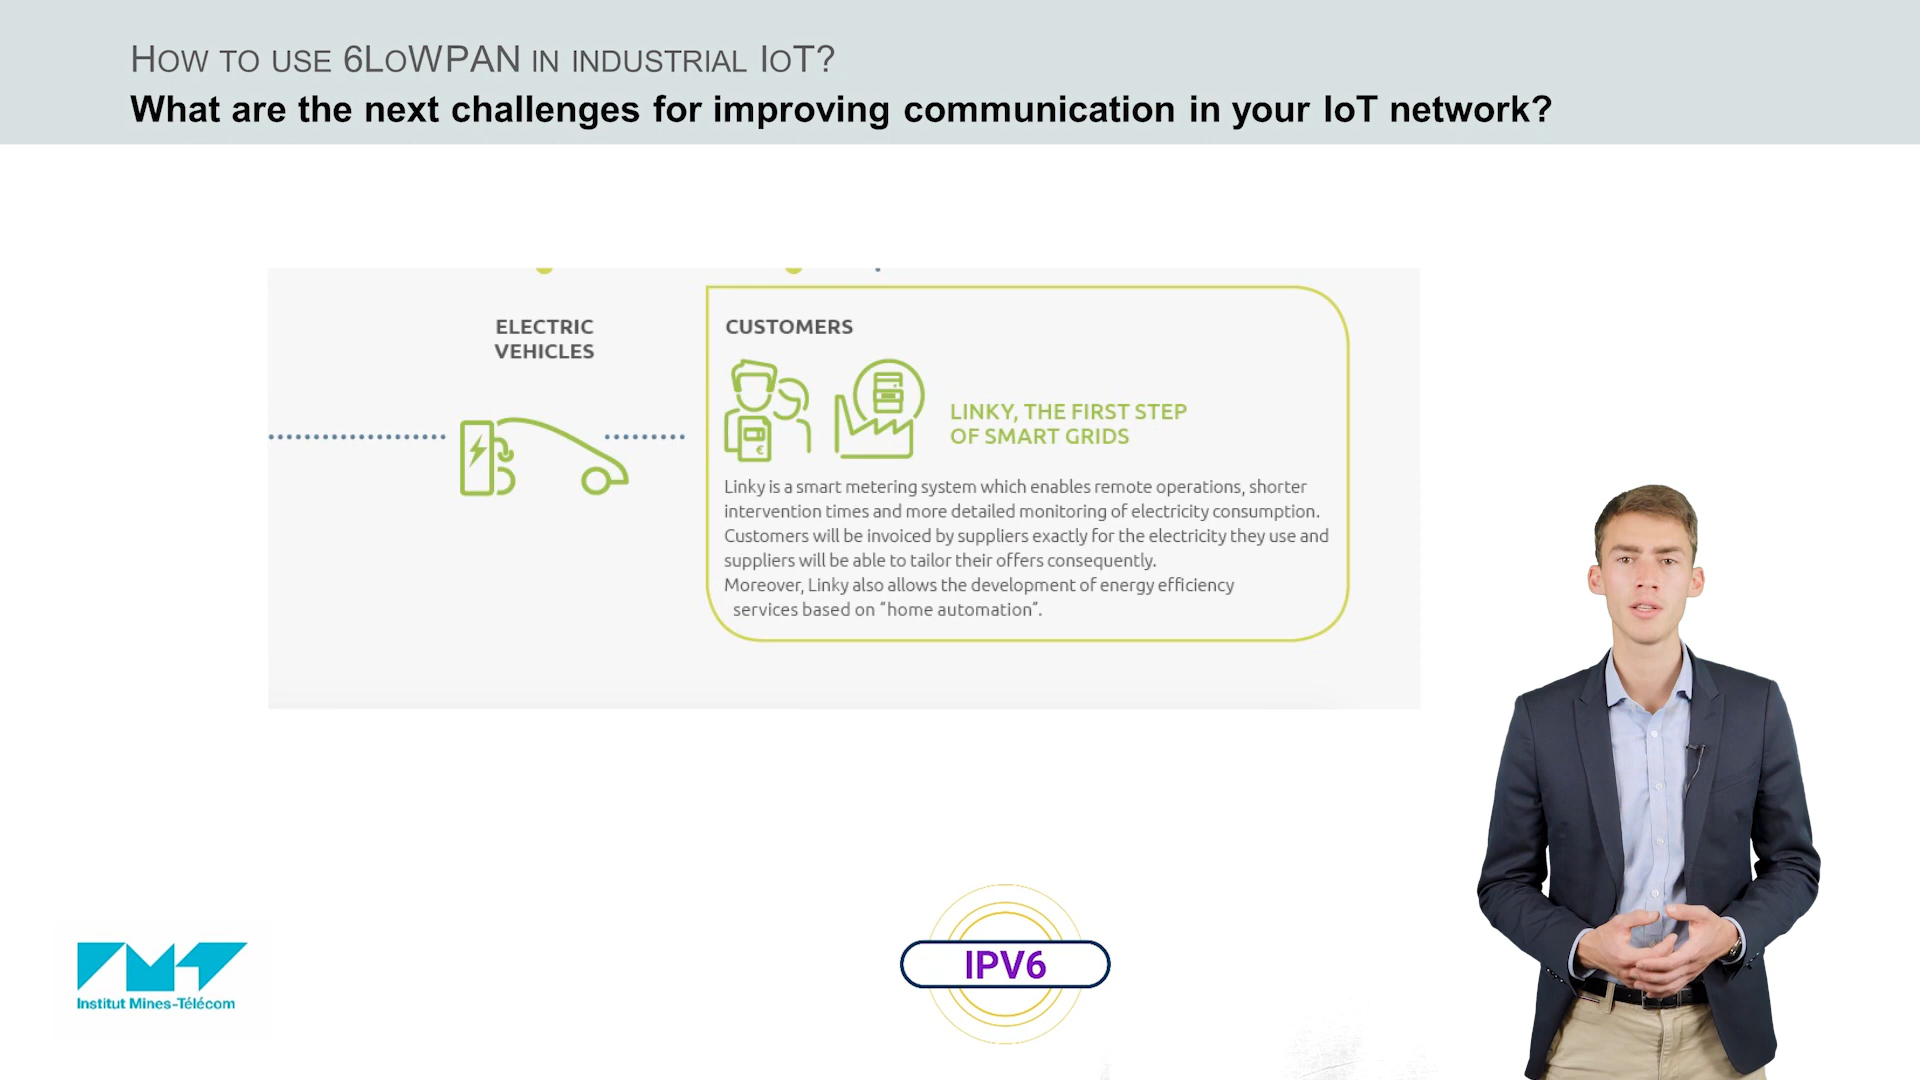 HOW TO USE 6LOWPAN IN INDUSTRIAL IOT?
What are the next challenges for improving communication in your IoT network?
ELECTRIC
VEHICLES
CUSTOMERS
€
LINKY, THE FIRST STEP
OF SMART GRIDS
Linky is a smart metering system which enables remote operations, shorter
intervention times and more detailed monitoring of electricity consumption.
Customers will be invoiced by suppliers exactly for the electricity they use and
suppliers will be able to tailor their offers consequently.
Moreover, Linky also allows the development of energy efficiency
services based on "home automation".
IMT
Institut Mines-Télécom
IPV6